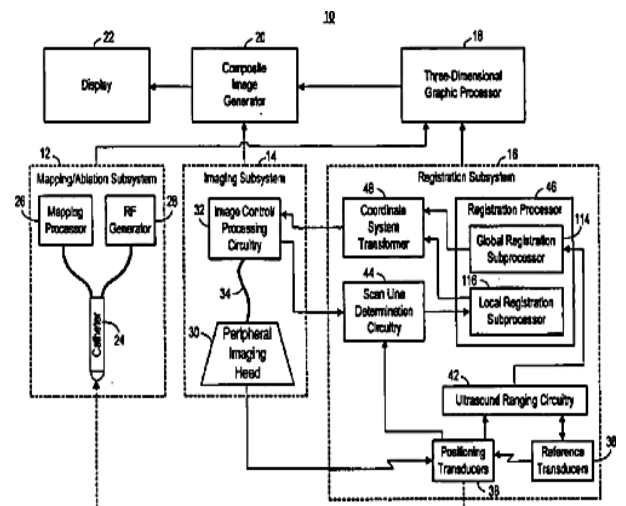 10
22
20
18
Display
Composite
Image
Generator
Three-Dimensional
Graphic Processor
12
Mapping/Ablation Subsystem
26
Mapping
Processor
RF
Generator
28
Catheter
24
14
Imaging Subsystem
32
Image Control/
Processing
Circuitry
34
30
Peripheral
Imaging
Head
16
Registration Subsystem
48
Coordinate
System
Transformer
46
Registration Processor
114
Global Registration
Subprocessor
44
Scan Line
Determination
Circuitry
116
Local Registration
Subprocessor
42
Ultrasound Ranging Circuitry
Positioning
Transducers
38
Reference
Transducers